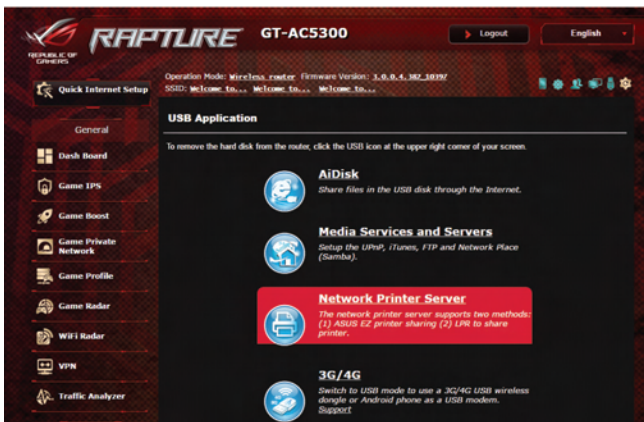 REPUBLIC OF
GAMERS
RAPTURE
GT-AC5300
Logout
English
Quick Internet Setup
General
Dash Board
Game IPS
Game Boost
Game Private
Network
Game Profile
Game Radar
WiFi Radar
VPN
Traffic Analyzer
Operation Mode: Wireless router Firmware Version: 3.0.0.4.382_10397
SSID: Welcome to... Welcome to... Welcome to...
USB Application
To remove the hard disk from the router, click the USB icon at the upper right corner of your screen.
AiDisk
Share files in the USB disk through the Internet.
Media Services and Servers
Setup the UPnP, iTunes, FTP and Network Place
(Samba).
Network Printer Server
The network printer server supports two methods:
(1) ASUS EZ printer sharing (2) LPR to share
printer.
3G/4G
Switch to USB mode to use a 3G/4G USB wireless
dongle or Android phone as a USB modem.
Support